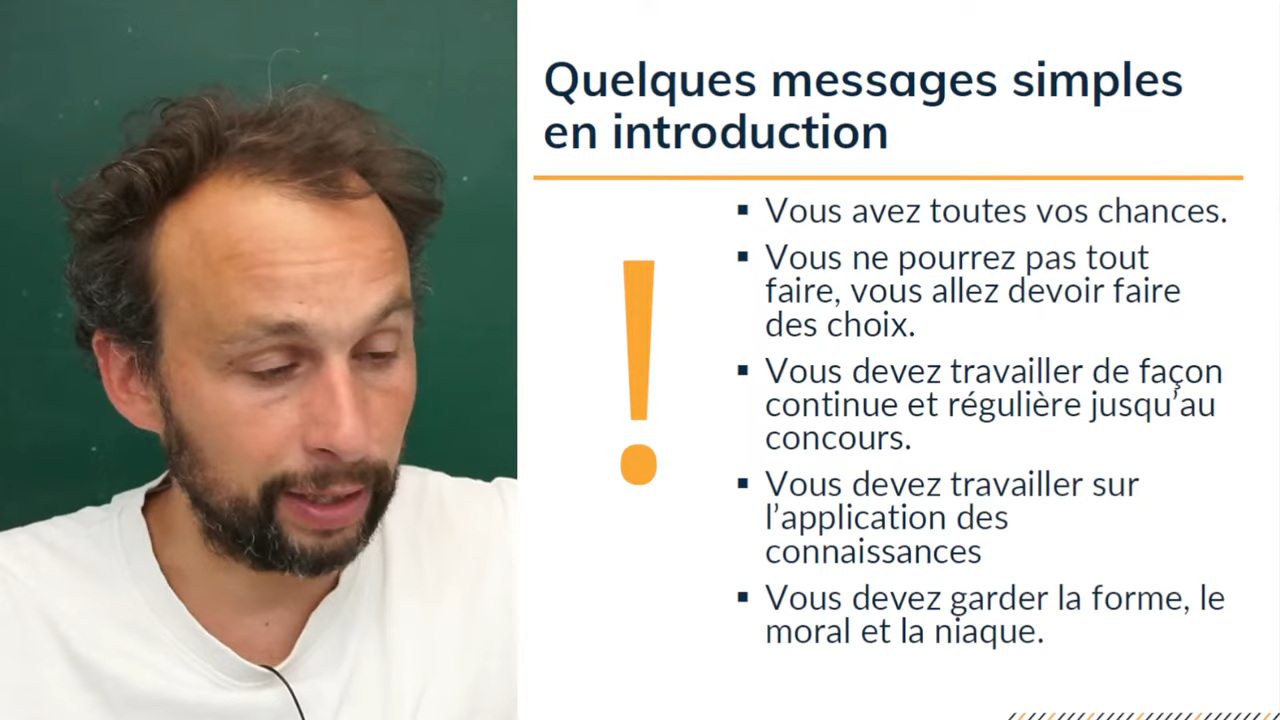 Quelques messages simples
en introduction
▪ Vous avez toutes vos chances.
▪ Vous ne pourrez pas tout
faire, vous allez devoir faire
des choix.
▪ Vous devez travailler de façon
continue et régulière jusqu’au
concours.
▪ Vous devez travailler sur
l’application des
connaissances
▪ Vous devez garder la forme, le
moral et la niaque.
!